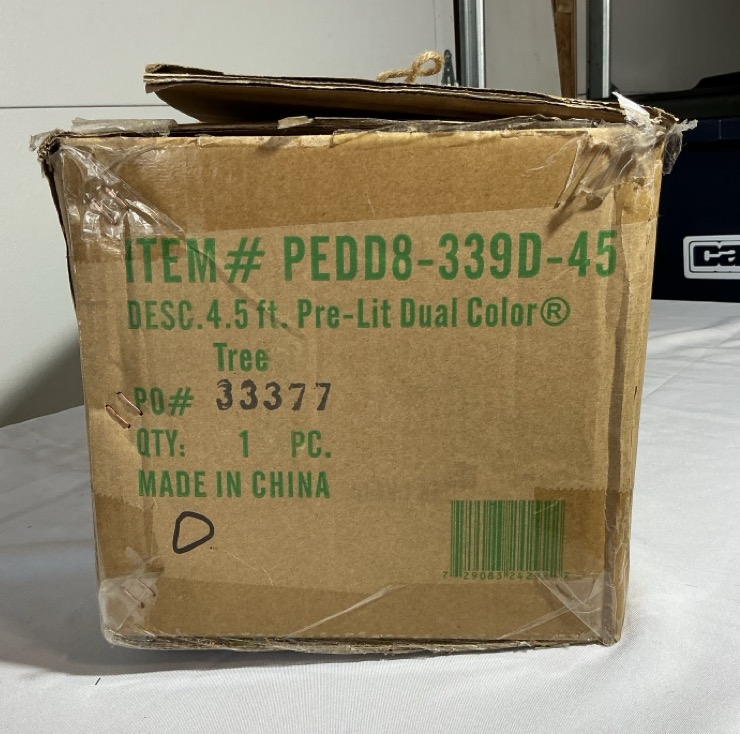 ITEM# PEDD8-339D-45
DESC.4.5 ft. Pre-Lit Dual Color®
Tree
PO# 33377
QTY: 1 PC.
MADE IN CHINA
D